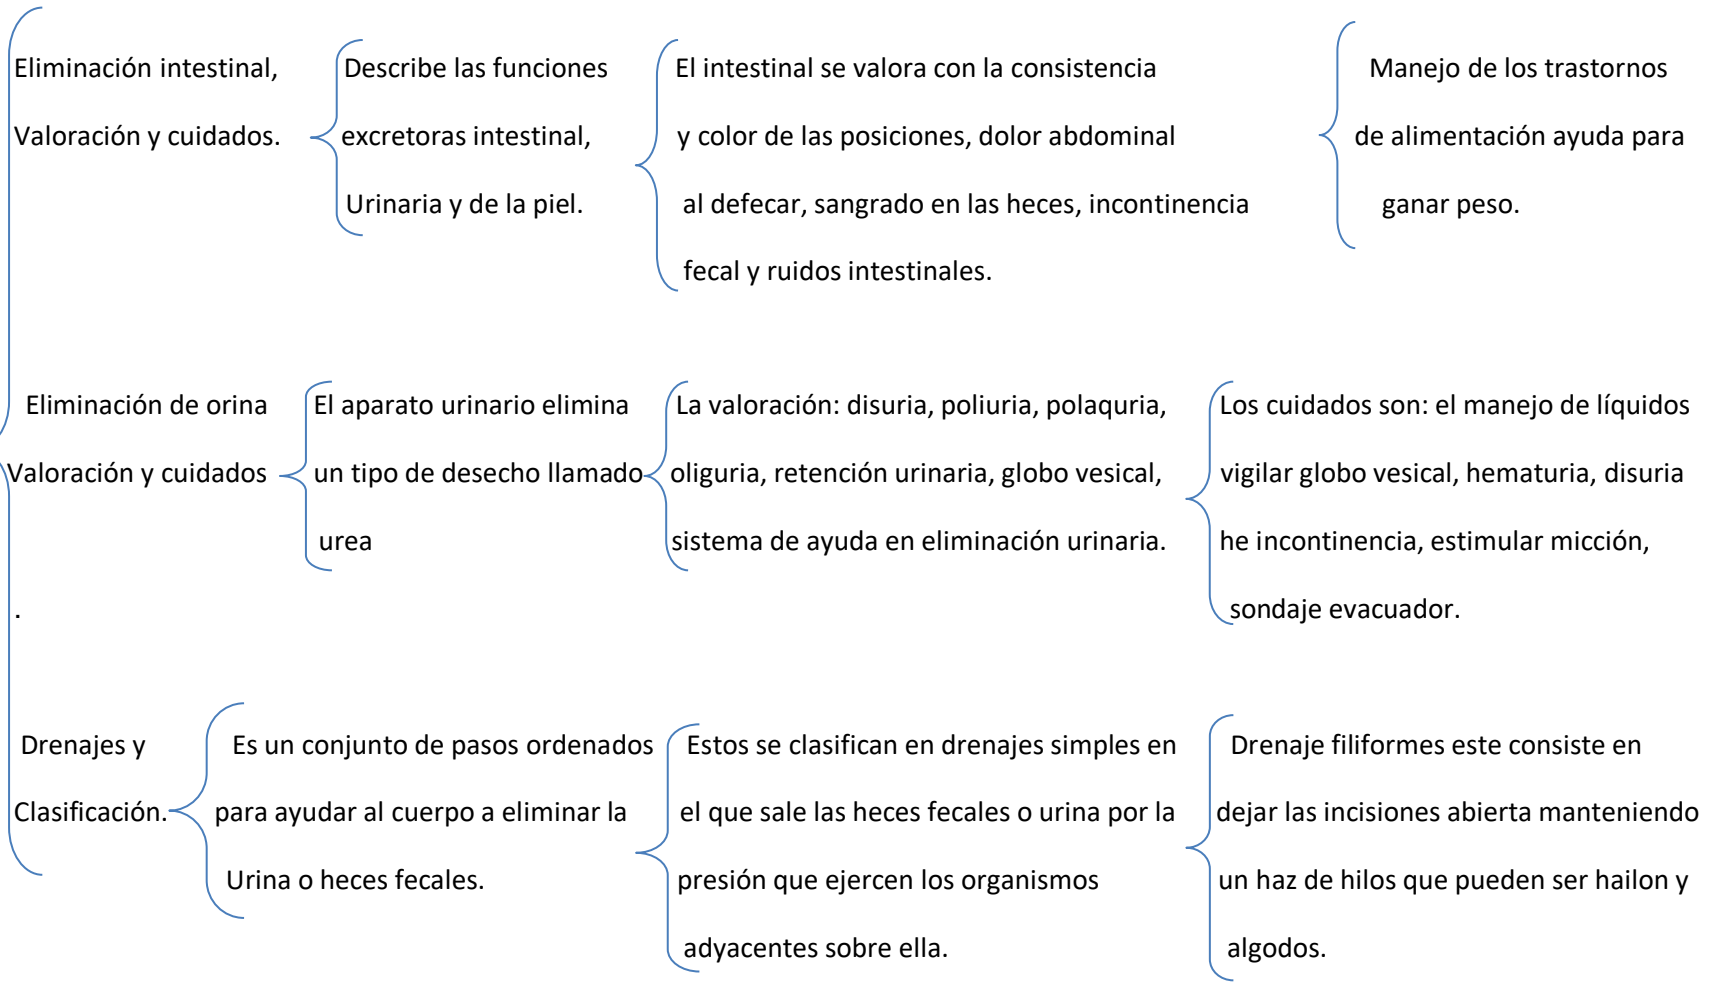 Eliminación intestinal,
Valoración y cuidados.
Describe las funciones
excretoras intestinal,
Urinaria y de la piel.
El intestinal se valora con la consistencia
y color de las posiciones, dolor abdominal
al defecar, sangrado en las heces, incontinencia
fecal y ruidos intestinales.
Manejo de los trastornos
de alimentación ayuda para
ganar peso.
Eliminación de orina
Valoración y cuidados
.
El aparato urinario elimina
un tipo de desecho llamado
urea
La valoración: disuria, poliuria, polaquria,
oliguria, retención urinaria, globo vesical,
sistema de ayuda en eliminación urinaria.
Los cuidados son: el manejo de líquidos
vigilar globo vesical, hematuria, disuria
he incontinencia, estimular micción,
sondaje evacuador.
Drenajes y
Clasificación.
Es un conjunto de pasos ordenados
para ayudar al cuerpo a eliminar la
Urina o heces fecales.
Estos se clasifican en drenajes simples en
el que sale las heces fecales o urina por la
presión que ejercen los organismos
adyacentes sobre ella.
Drenaje filiformes este consiste en
dejar las incisiones abierta manteniendo
un haz de hilos que pueden ser hailon y
algodos.